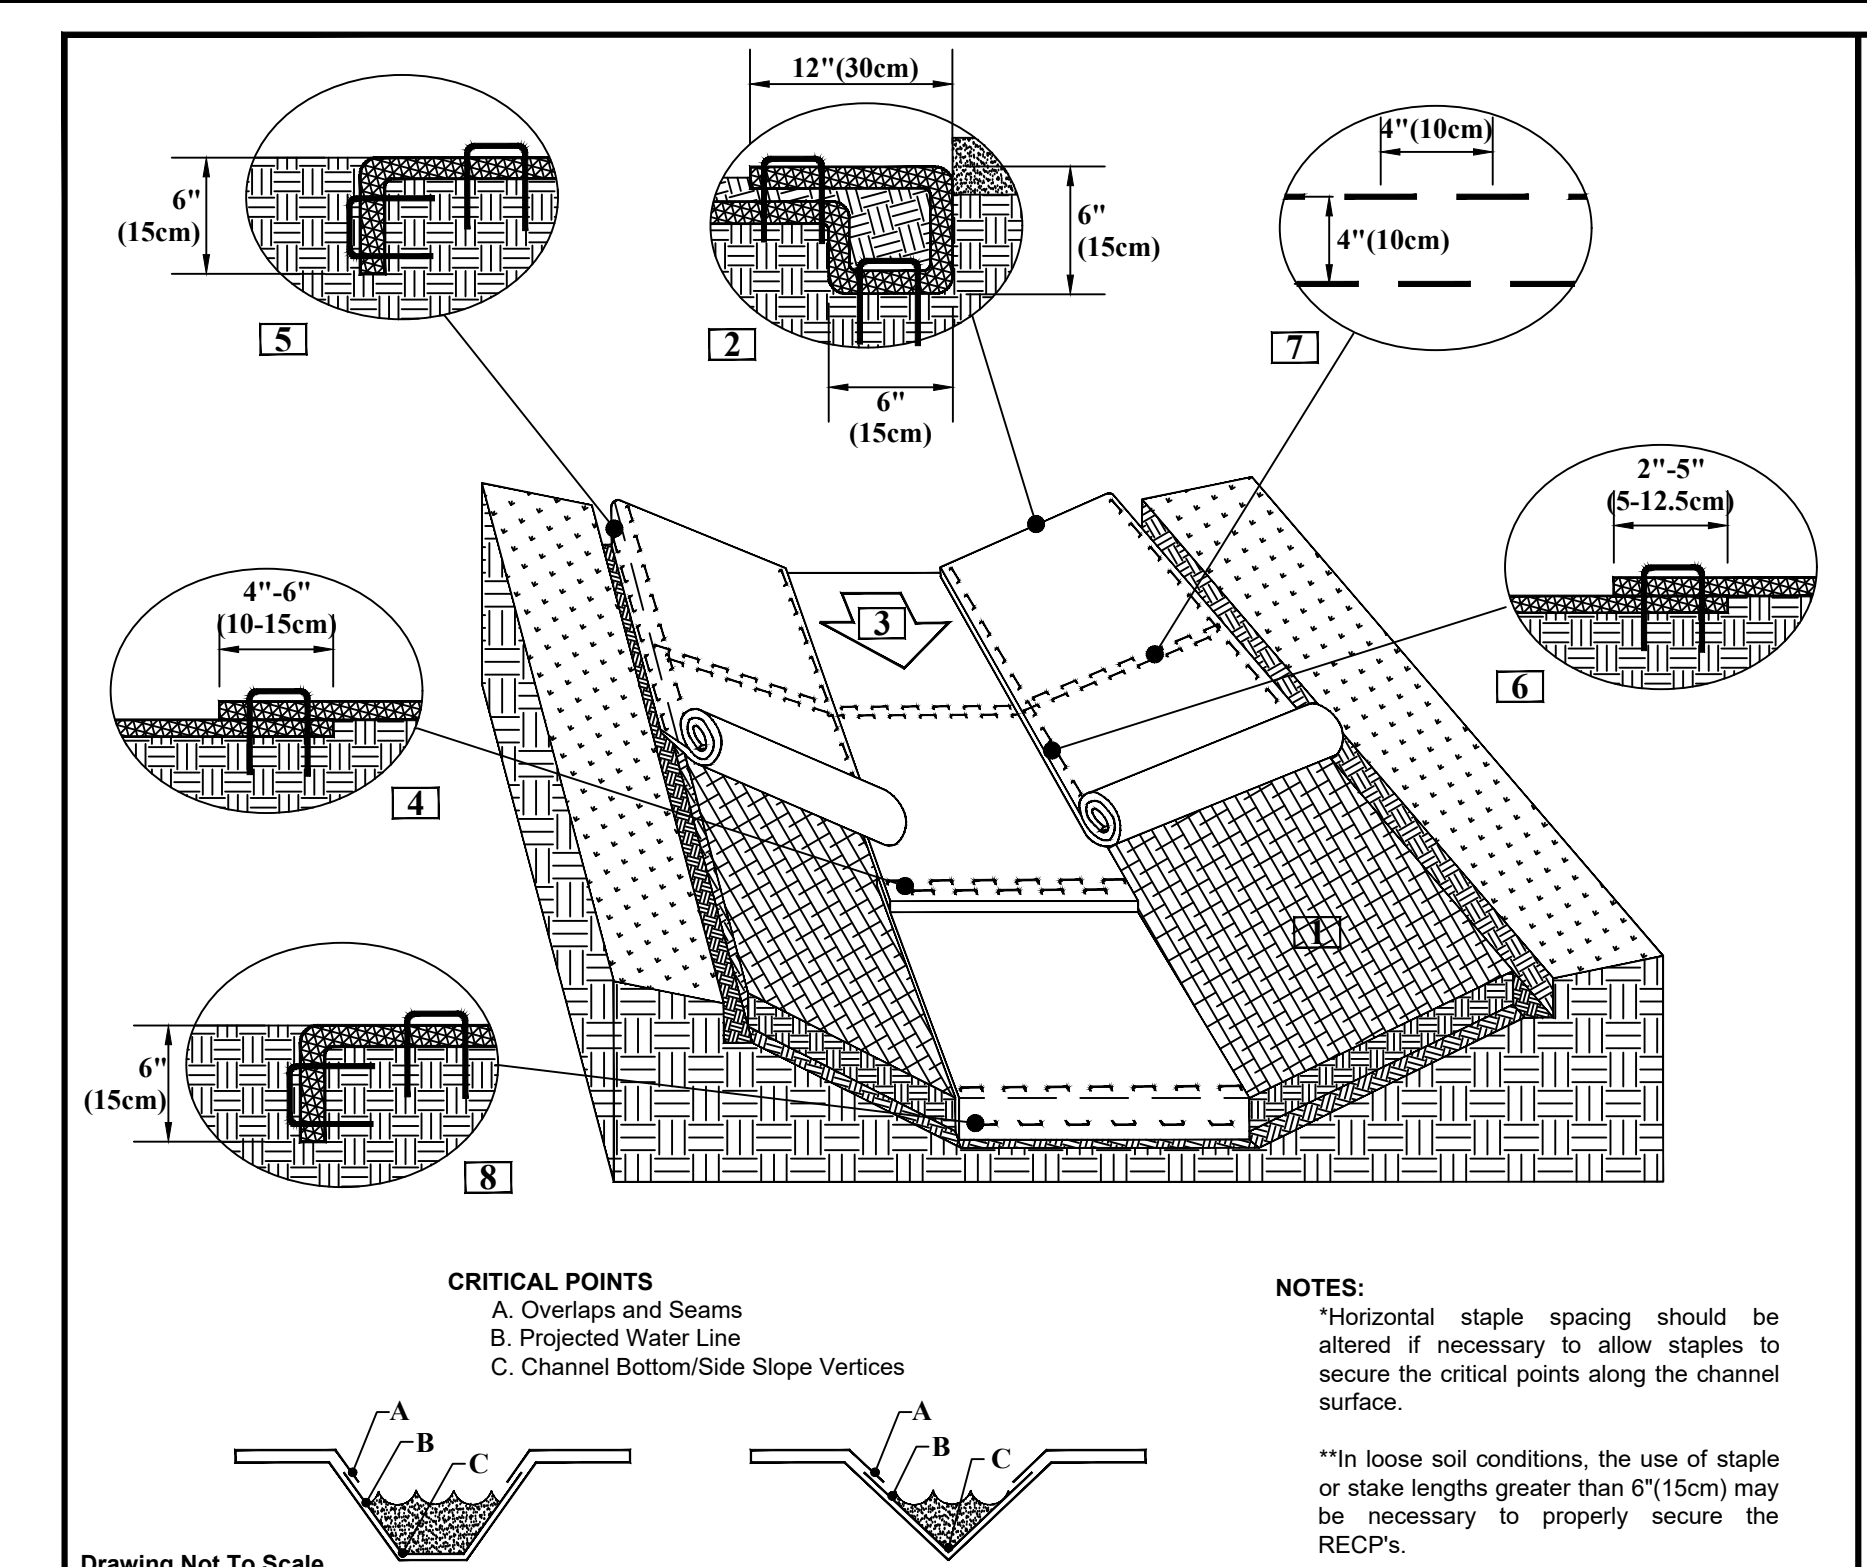 12"(30cm)
4"(10cm)
6"
(15cm)
6"
(15cm)
4"(10cm)
5
2
7
6"
(15cm)
2"-5"
(5-12.5cm)
4"-6"
(10-15cm)
3
6
4
1
6"
(15cm)
8
CRITICAL POINTS
A. Overlaps and Seams
B. Projected Water Line
C. Channel Bottom/Side Slope Vertices
A
B
C
A
B
C
NOTES:
*Horizontal staple spacing should be
altered if necessary to allow staples to
secure the critical points along the channel
surface.
**In loose soil conditions, the use of staple
or stake lengths greater than 6"(15cm) may
be necessary to properly secure the
RECP's.
Drawing Not To Scale